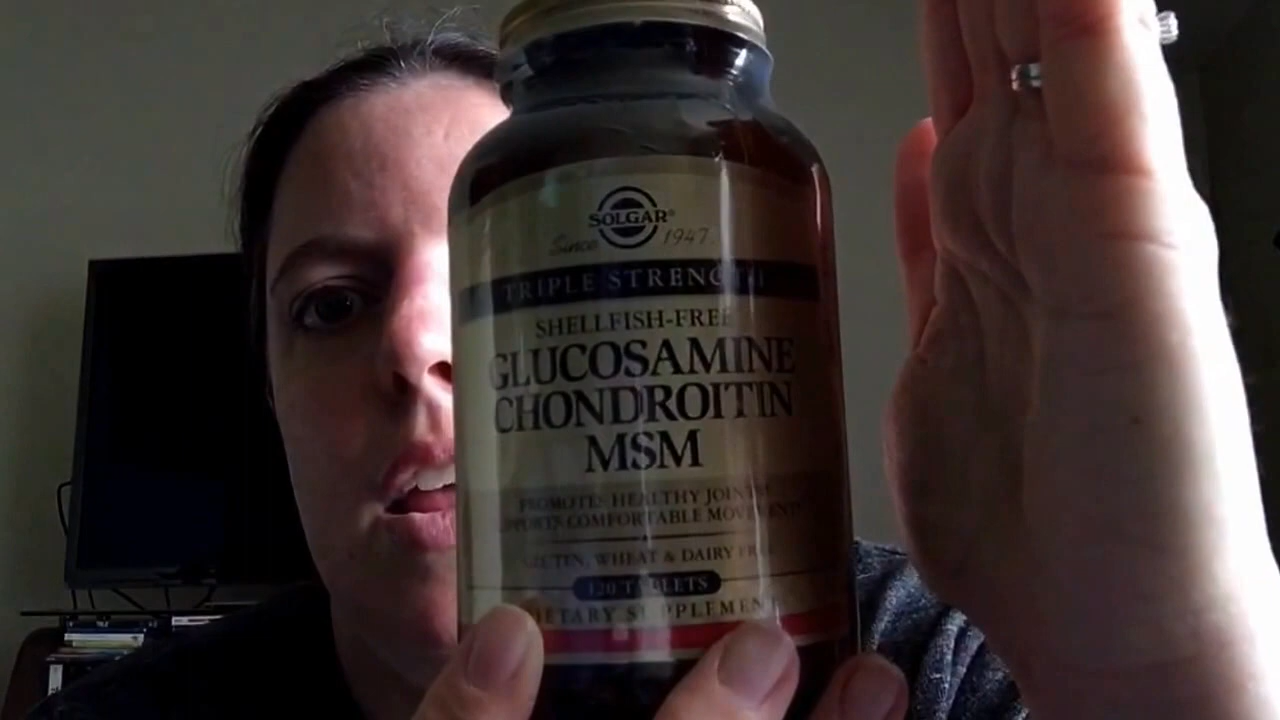 SOLGAR®
Since 1947.
TRIPLE STRENGTH
SHELLFISH-FREE
GLUCOSAMINE
CHONDROITIN
MSM
PROMOTES HEALTHY JOINTS*
SUPPORTS COMFORTABLE MOVEMENT*
GLUTEN, WHEAT & DAIRY FREE
120 TABLETS
DIETARY SUPPLEMENT